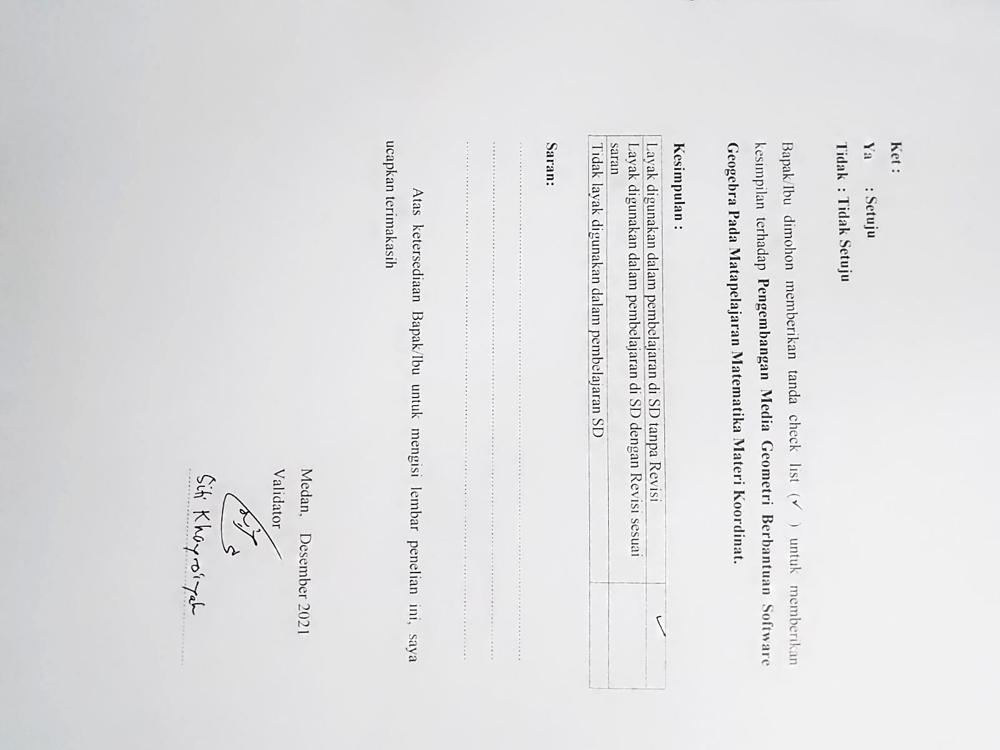 Ket :
Ya : Setuju
Tidak : Tidak Setuju
Bapak/Ibu dimohon memberikan tanda check list (✓ ) untuk memberikan
kesimpilan terhadap Pengembangan Media Geometri Berbantuan Software
Geogebra Pada Matapelajaran Matematika Materi Koordinat.
Kesimpulan :
Layak digunakan dalam pembelajaran di SD tanpa Revisi ✓
Layak digunakan dalam pembelajaran di SD dengan Revisi sesuai
saran
Tidak layak digunakan dalam pembelajaran SD
Saran:
Atas ketersediaan Bapak/Ibu untuk mengisi lembar penelian ini, saya
ucapkan terimakasih
Medan, Desember 2021
Validator
Siti Khayroiyah